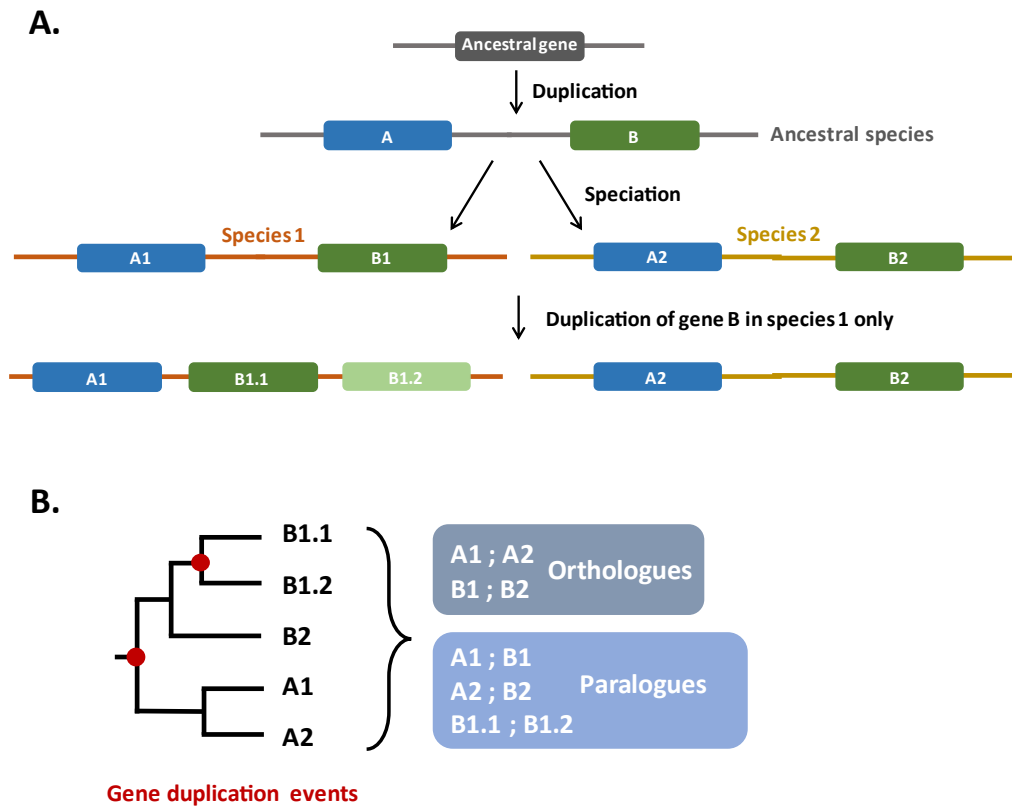 A.
Ancestral gene
Duplication
A
B
Ancestral species
Speciation
Species 1
Species 2
A1
B1
A2
B2
Duplication of gene B in species 1 only
A1
B1.1
B1.2
A2
B2
B.
B1.1
B1.2
B2
A1
A2
A1 ; A2
B1 ; B2
Orthologues
A1 ; B1
A2 ; B2
B1.1 ; B1.2
Paralogues
Gene duplication events